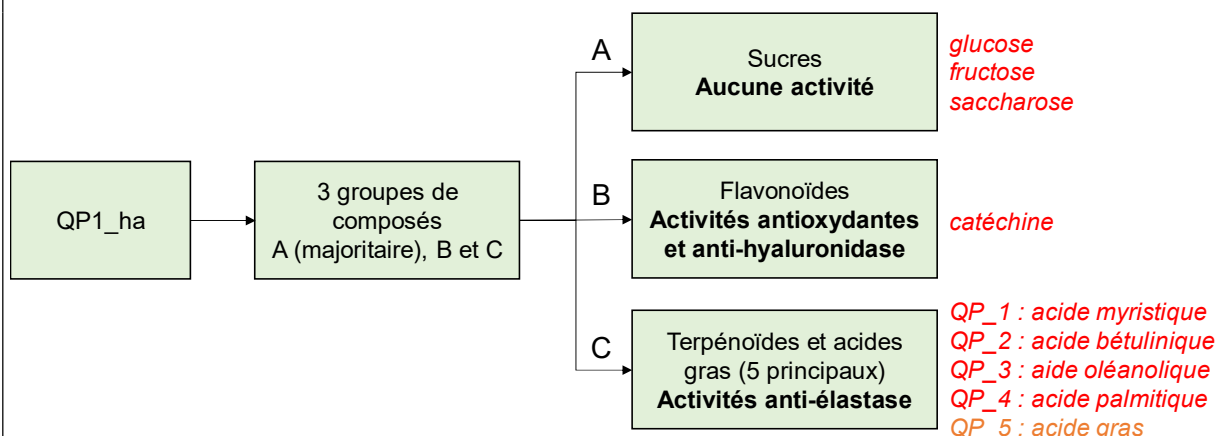 QP1_ha
3 groupes de
composés
A (majoritaire), B et C
A
Sucres
Aucune activité
glucose
fructose
saccharose
B
Flavonoïdes
Activités antioxydantes
et anti-hyaluronidase
catéchine
C
Terpénoïdes et acides
gras (5 principaux)
Activités anti-élastase
QP_1 : acide myristique
QP_2 : acide bétulinique
QP_3 : aide oléanolique
QP_4 : acide palmitique
QP_5 : acide gras